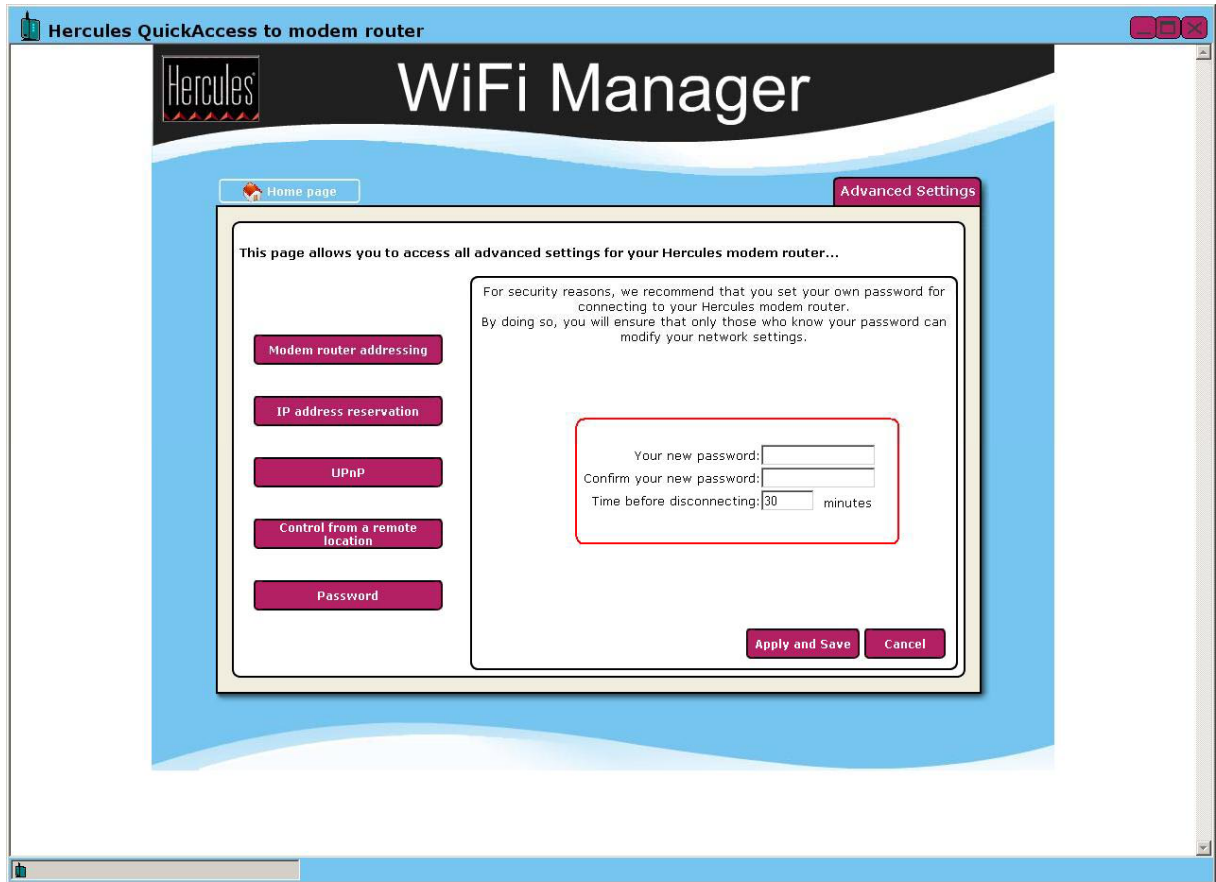 Hercules QuickAccess to modem router
Hercules
WiFi Manager
Home page
Advanced Settings
This page allows you to access all advanced settings for your Hercules modem router...
Modem router addressing
IP address reservation
UPnP
Control from a remote
location
Password
For security reasons, we recommend that you set your own password for
connecting to your Hercules modem router.
By doing so, you will ensure that only those who know your password can
modify your network settings.
Your new password:
Confirm your new password:
Time before disconnecting: 30 minutes
Apply and Save
Cancel